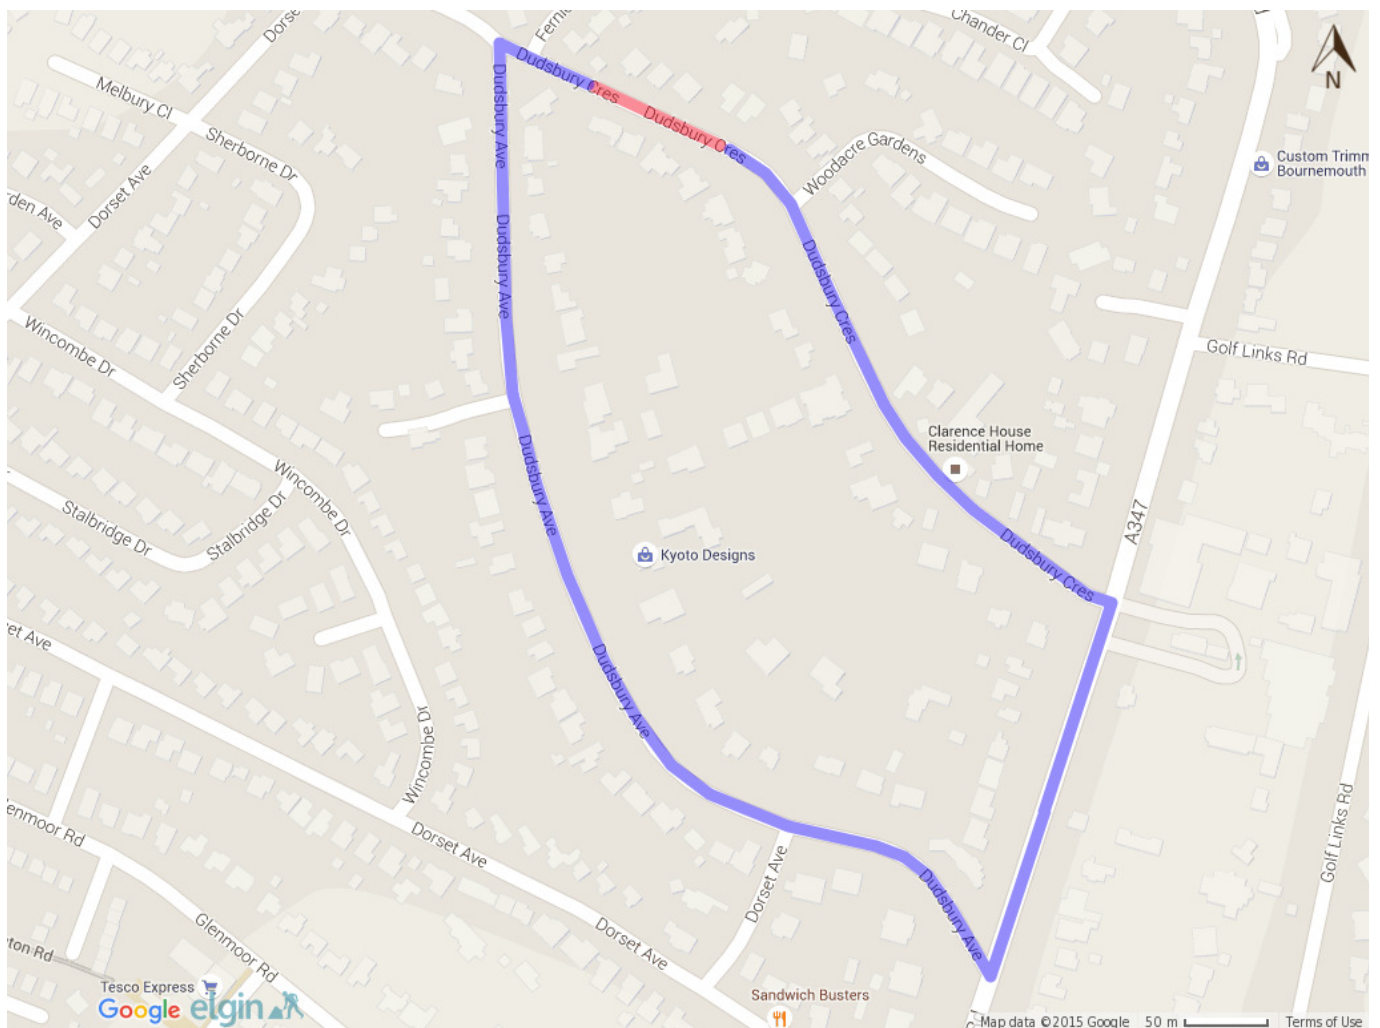 Chander Cl
N
Dudsbury Cres
Dudsbury Ave
Dudsbury Cres
Melbury Cl
Sherborne Dr
Woodacre Gardens
Custom Trimm
Bournemouth
Dorset Ave
Dudsbury Ave
Dudsbury Cres
Sherborne Dr
Wincombe Dr
Golf Links Rd
Clarence House
Residential Home
Dudsbury Ave
Wincombe Dr
Stalbridge Dr
Stalbridge Dr
A347
Dudsbury Cres
Kyoto Designs
Dudsbury Ave
Wincombe Dr
Dorset Ave
Golf Links Rd
Dorset Ave
Dudsbury Ave
Glenmoor Rd
Dorset Ave
Tesco Express
Google elgin
Sandwich Busters
Map data ©2015 Google
50 m
Terms of Use